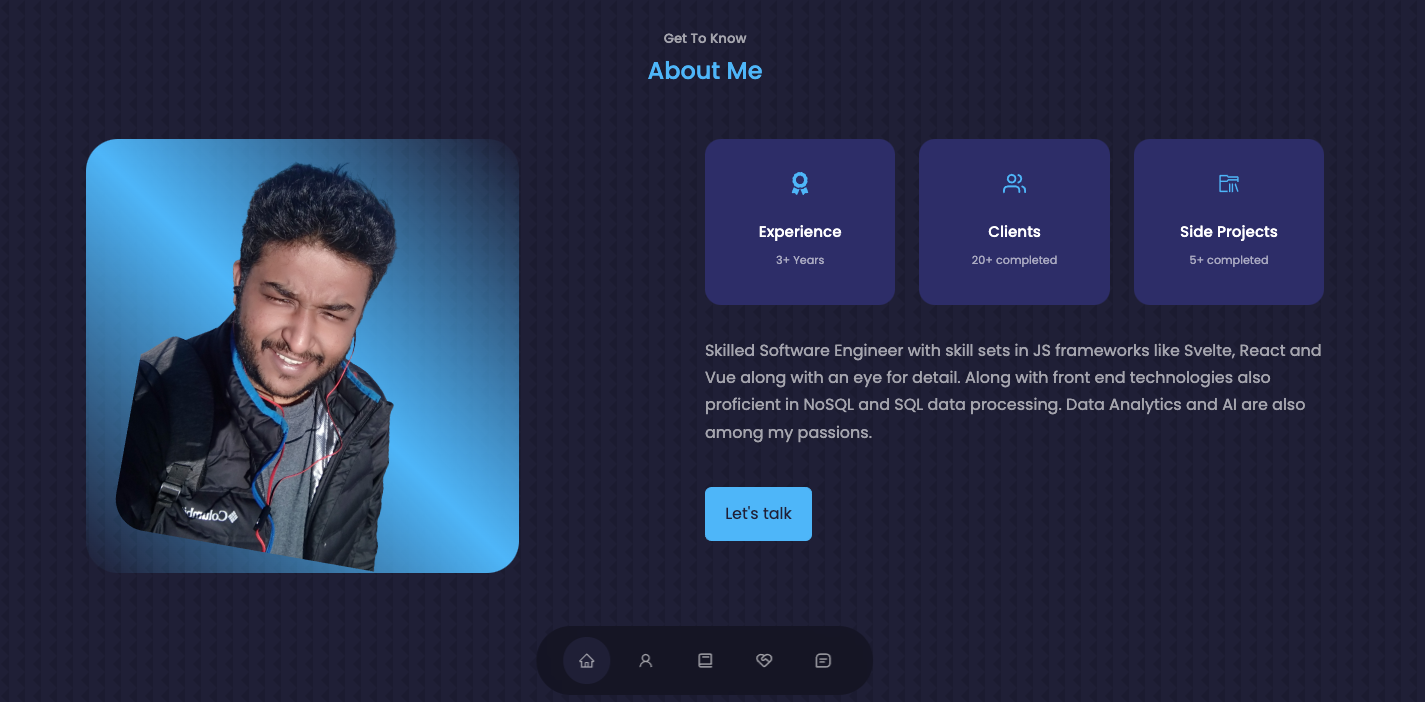 Get To Know
About Me
Experience
3+ Years
Clients
20+ completed
Side Projects
5+ completed
Skilled Software Engineer with skill sets in JS frameworks like Svelte, React and
Vue along with an eye for detail. Along with front end technologies also
proficient in NoSQL and SQL data processing. Data Analytics and AI are also
among my passions.
Let's talk
Columbia